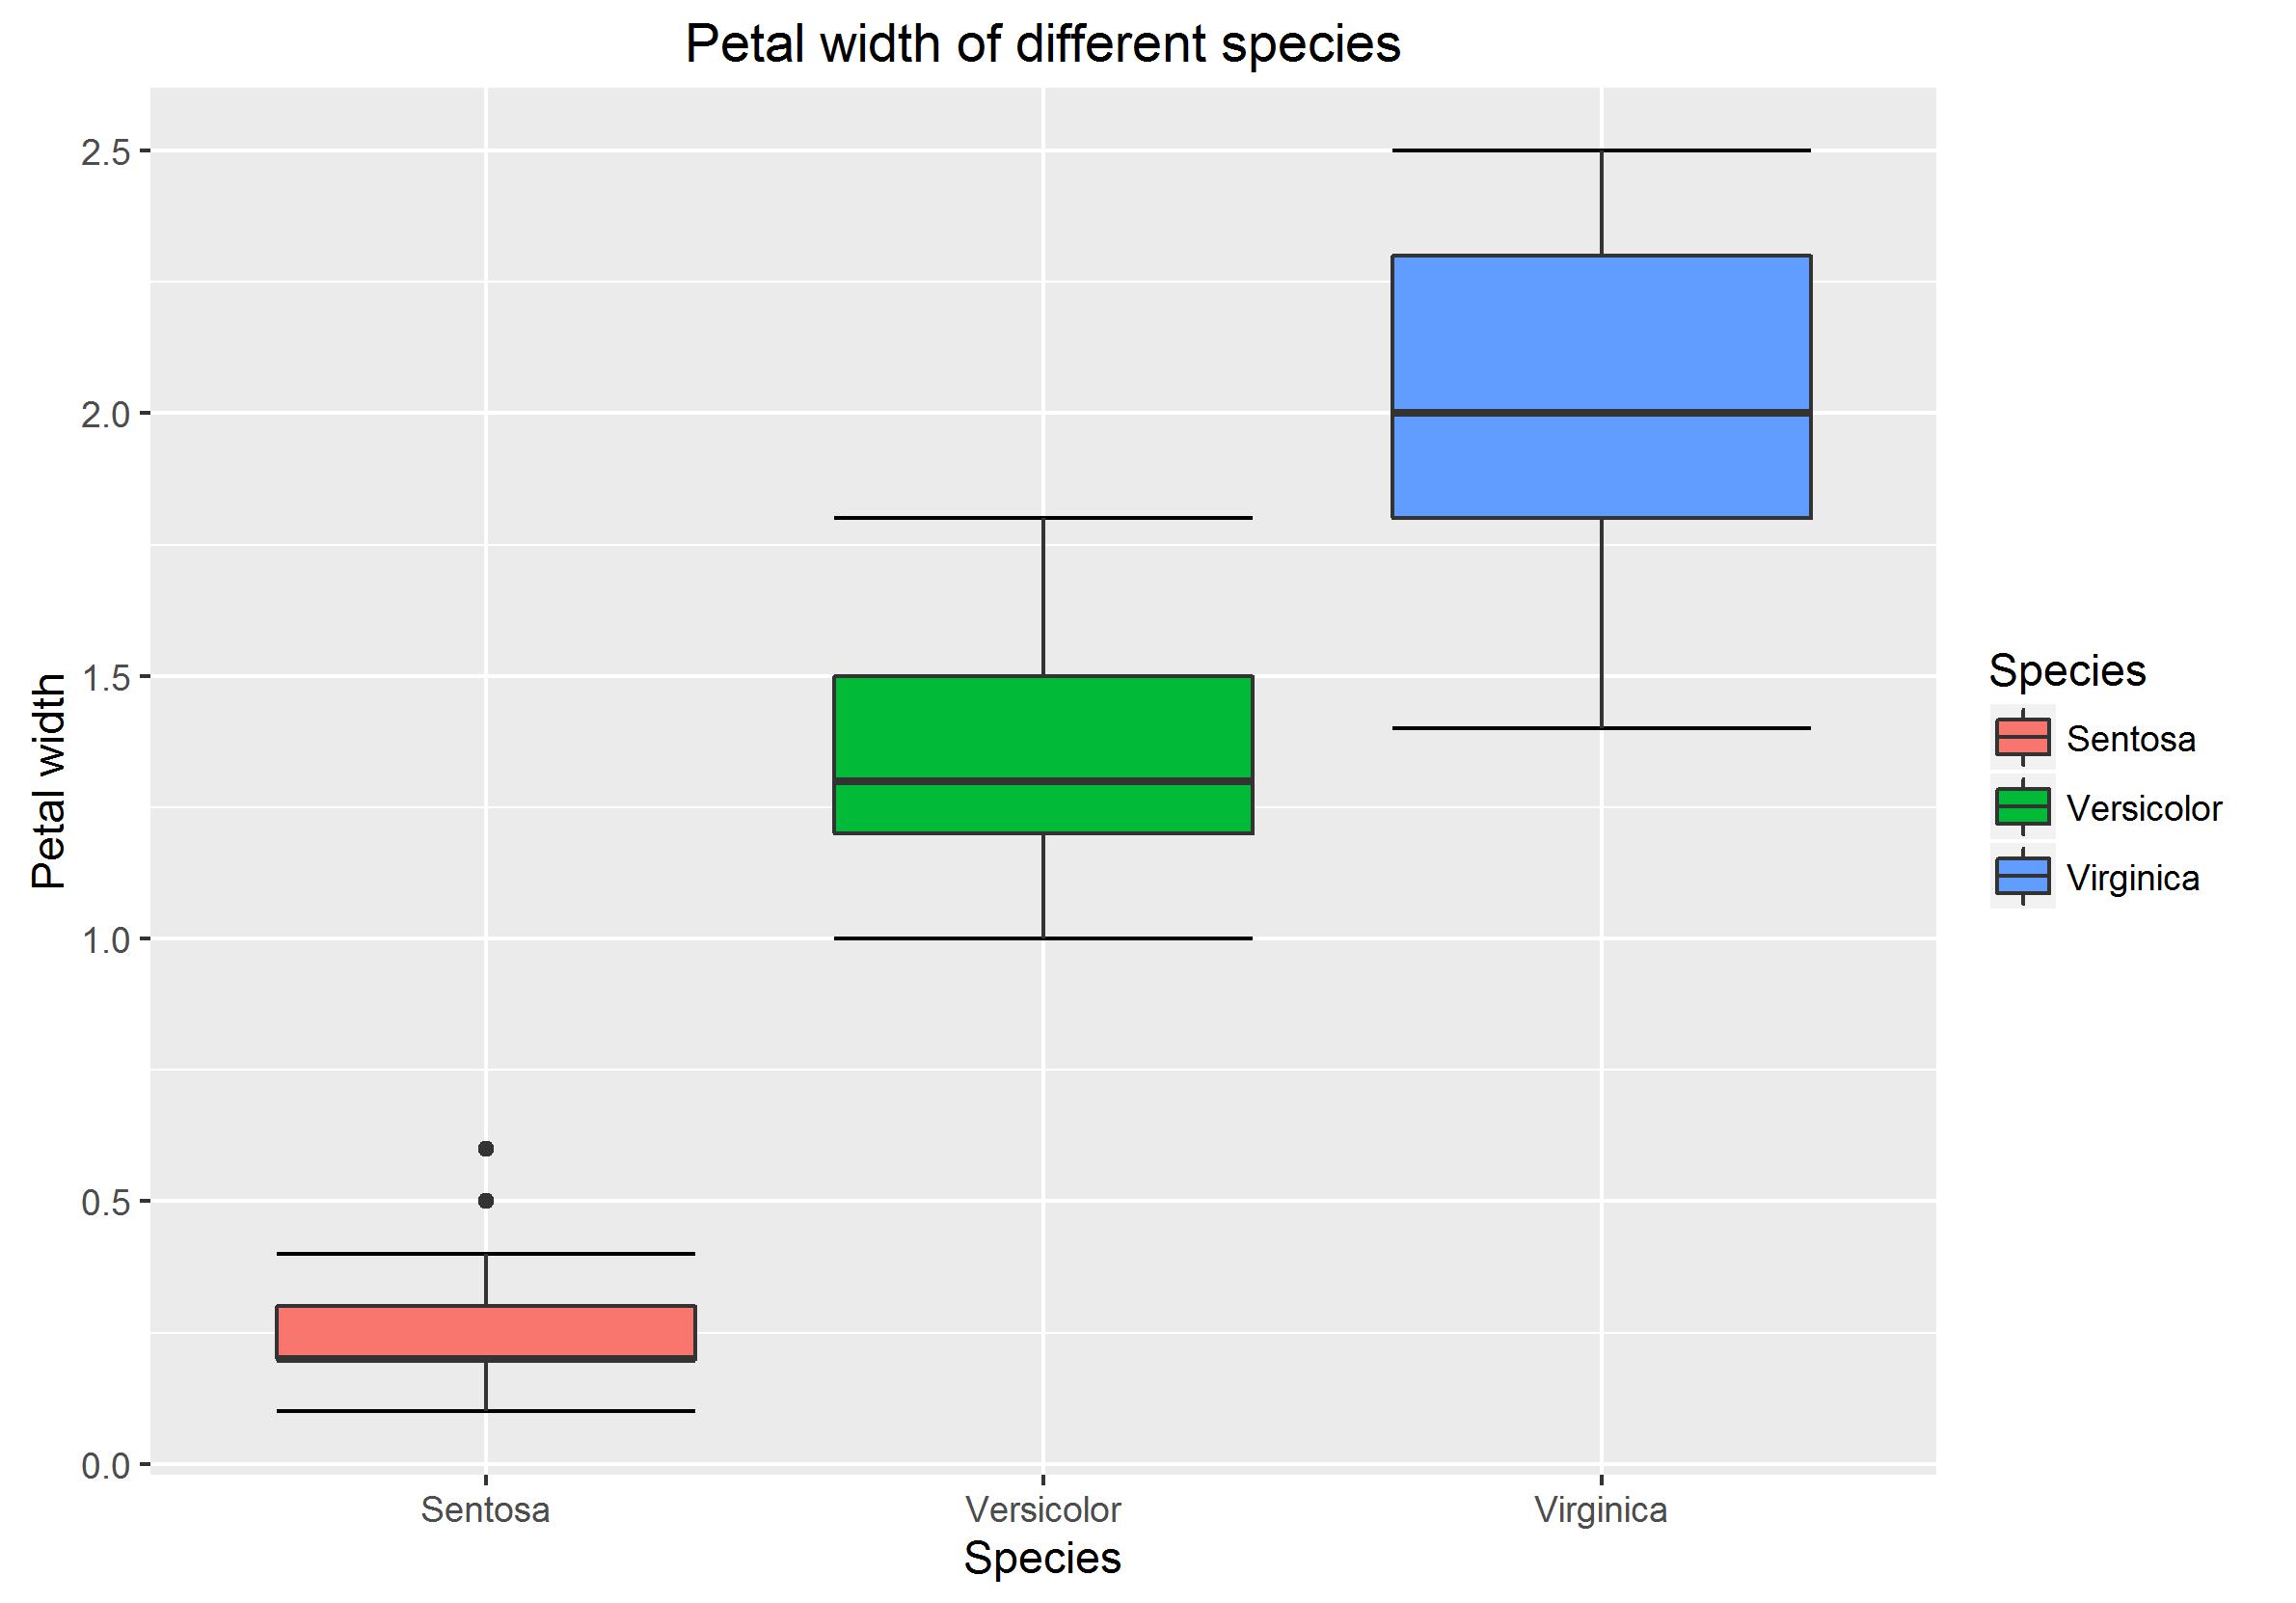 Petal width of different species
2.5
2.0
1.5
1.0
0.5
0.0
Petal width
Sentosa Versicolor Virginica
Species
Species
Sentosa
Versicolor
Virginica